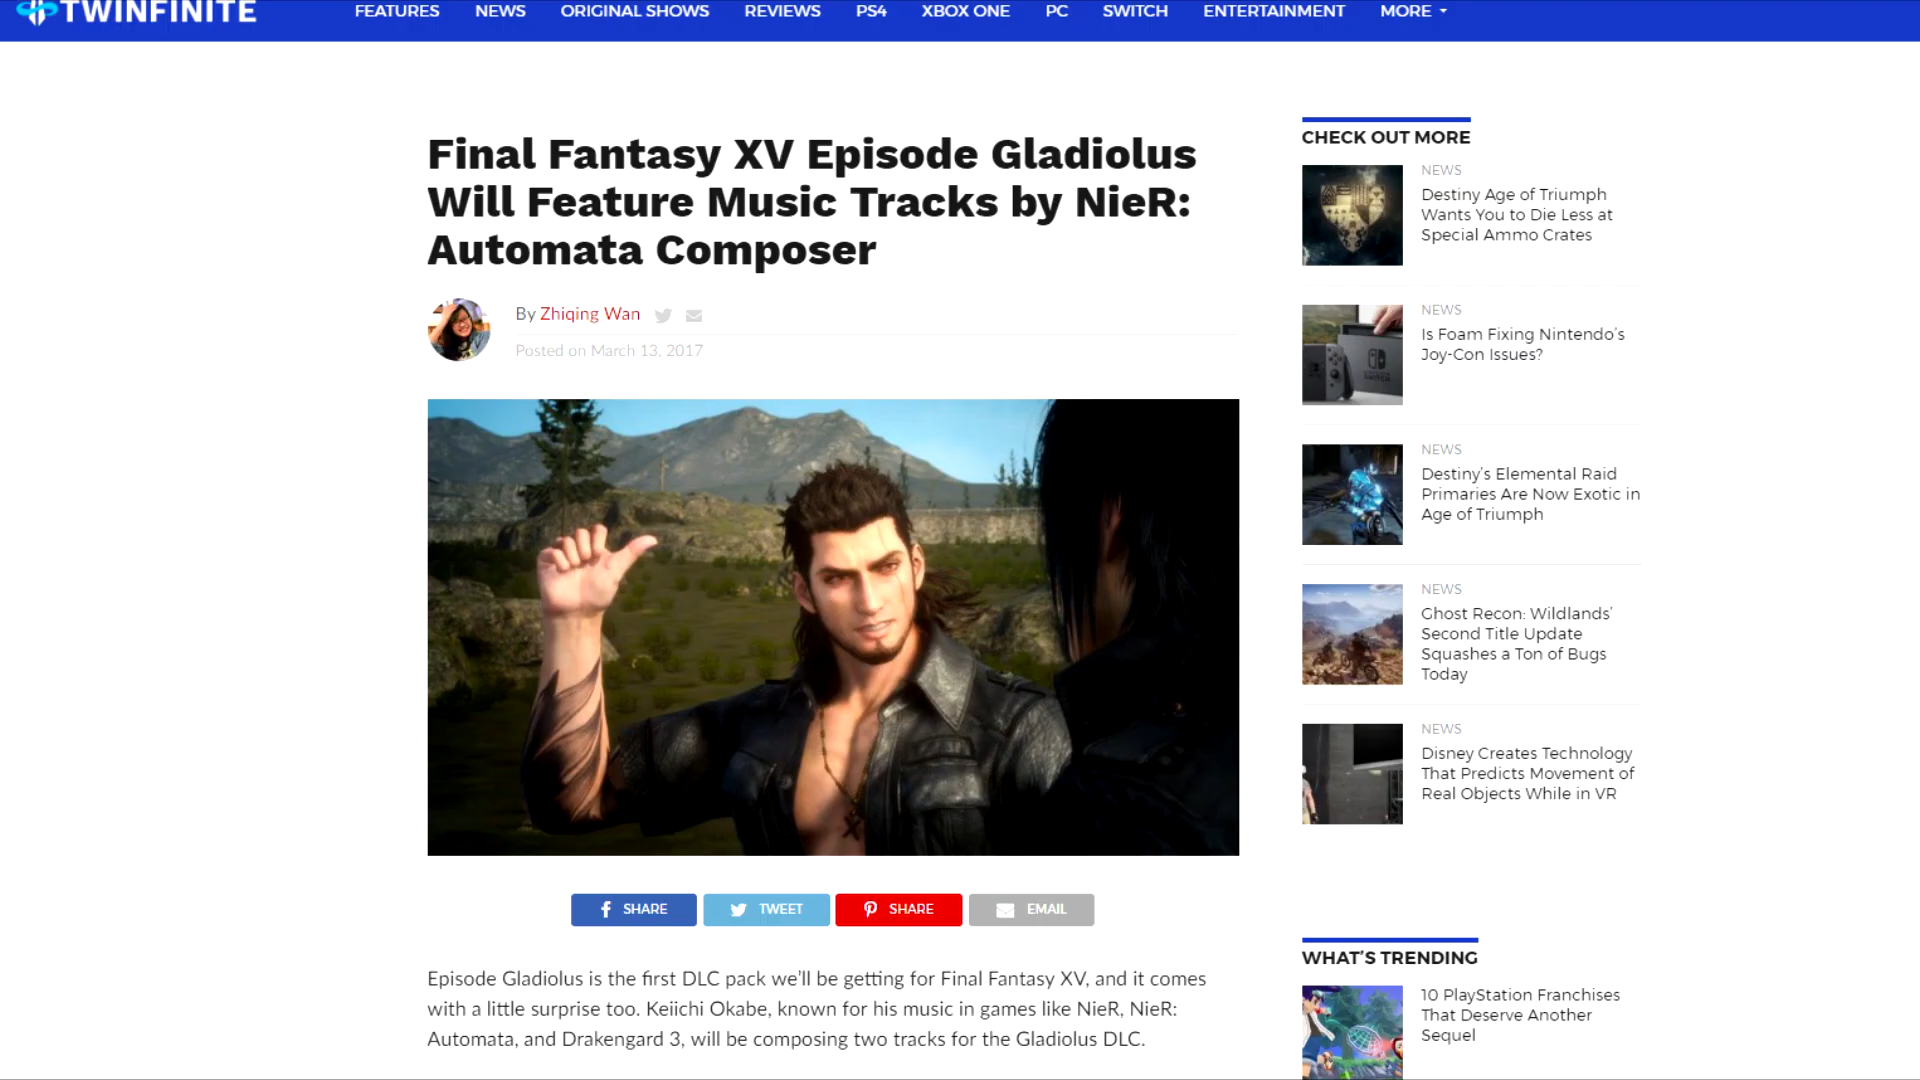 TWINFINITE
FEATURES NEWS ORIGINAL SHOWS REVIEWS PS4 XBOX ONE PC SWITCH ENTERTAINMENT MORE
Final Fantasy XV Episode Gladiolus
Will Feature Music Tracks by NieR:
Automata Composer
By Zhiqing Wan
Posted on March 13, 2017
SHARE TWEET SHARE EMAIL
Episode Gladiolus is the first DLC pack we'll be getting for Final Fantasy XV, and it comes
with a little surprise too. Keiichi Okabe, known for his music in games like NieR, NieR:
Automata, and Drakengard 3, will be composing two tracks for the Gladiolus DLC.
CHECK OUT MORE
NEWS
Destiny Age of Triumph
Wants You to Die Less at
Special Ammo Crates
NEWS
Is Foam Fixing Nintendo's
Joy-Con Issues?
NEWS
Destiny's Elemental Raid
Primaries Are Now Exotic in
Age of Triumph
NEWS
Ghost Recon: Wildlands'
Second Title Update
Squashes a Ton of Bugs
Today
NEWS
Disney Creates Technology
That Predicts Movement of
Real Objects While in VR
WHAT'S TRENDING
10 PlayStation Franchises
That Deserve Another
Sequel